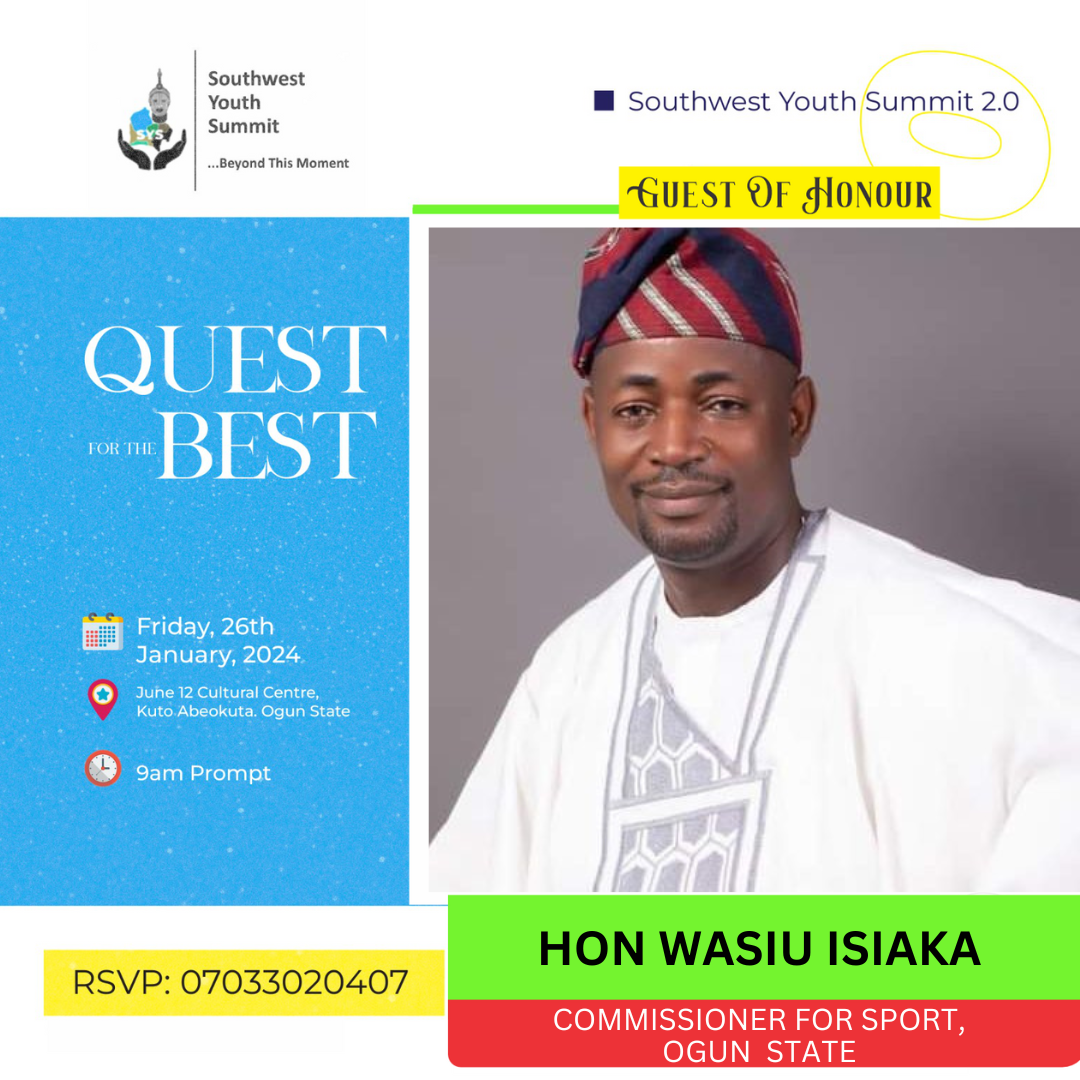 Southwest
Youth
Summit
...Beyond This Moment
SYS
Southwest Youth Summit 2.0
Guest Of Honour
QUEST
FOR THE BEST
Friday, 26th
January, 2024
June 12 Cultural Centre,
Kuto Abeokuta. Ogun State
9am Prompt
RSVP: 07033020407
HON WASIU ISIAKA
COMMISSIONER FOR SPORT,
OGUN STATE